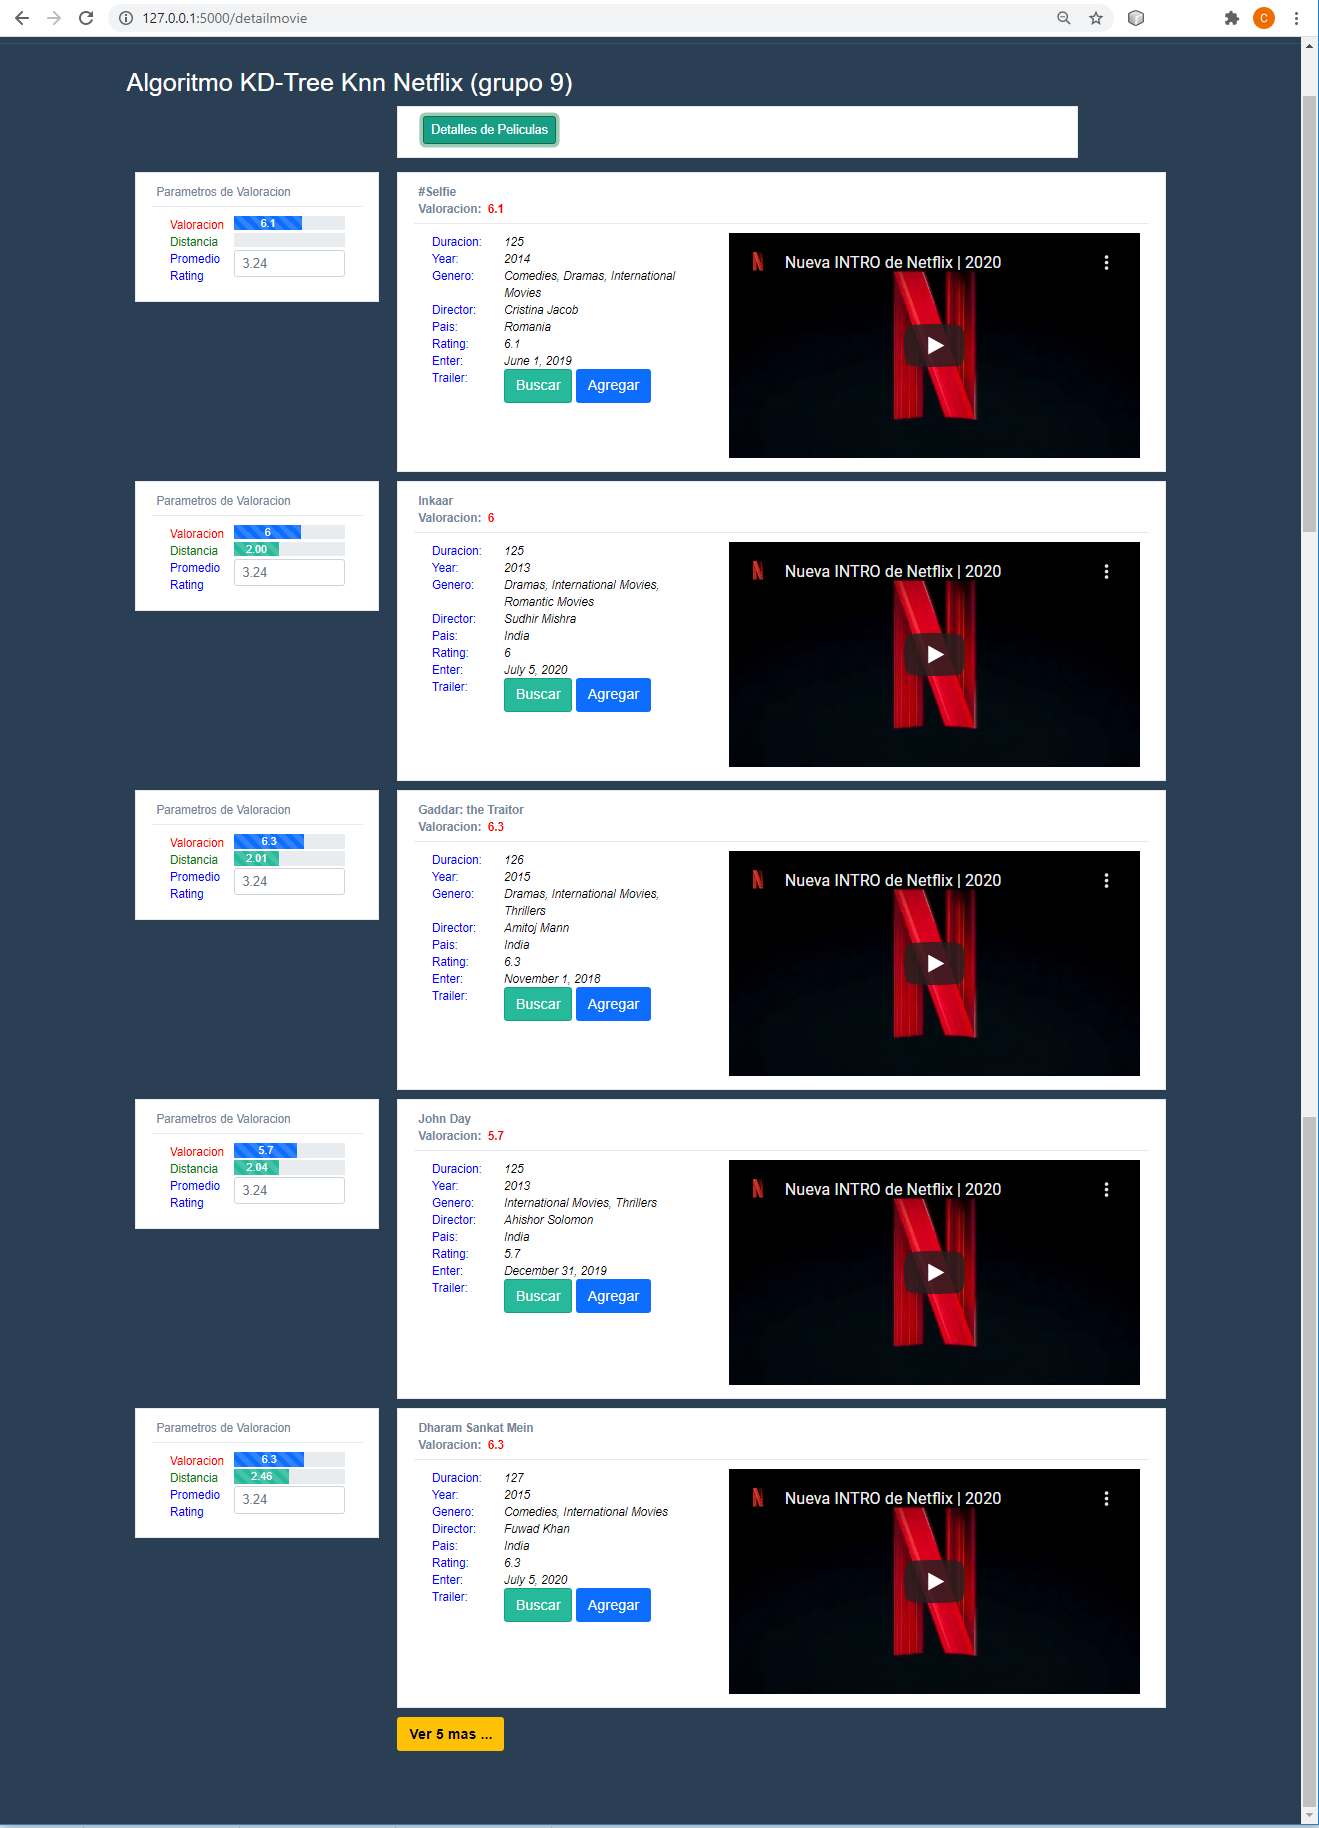 127.0.0.1:5000/detailmovie
C
Algoritmo KD-Tree Knn Netflix (grupo 9)
Detalles de Peliculas
Parametros de Valoracion
Valoracion 6.1
Distancia
Promedio Rating 3.24
#Selfie
Valoracion: 6.1
Duracion: 125
Year: 2014
Genero: Comedies, Dramas, International
Movies
Director: Cristina Jacob
Pais: Romania
Rating: 6.1
Enter: June 1, 2019
Trailer: Buscar Agregar
Nueva INTRO de Netflix | 2020
Parametros de Valoracion
Valoracion 6
Distancia 2.00
Promedio Rating 3.24
Inkaar
Valoracion: 6
Duracion: 125
Year: 2013
Genero: Dramas, International Movies,
Romantic Movies
Director: Sudhir Mishra
Pais: India
Rating: 6
Enter: July 5, 2020
Trailer: Buscar Agregar
Nueva INTRO de Netflix | 2020
Parametros de Valoracion
Valoracion 6.3
Distancia 2.01
Promedio Rating 3.24
Gaddar: the Traitor
Valoracion: 6.3
Duracion: 126
Year: 2015
Genero: Dramas, International Movies,
Thrillers
Director: Amitoj Mann
Pais: India
Rating: 6.3
Enter: November 1, 2018
Trailer: Buscar Agregar
Nueva INTRO de Netflix | 2020
Parametros de Valoracion
Valoracion 5.7
Distancia 2.04
Promedio Rating 3.24
John Day
Valoracion: 5.7
Duracion: 125
Year: 2013
Genero: International Movies, Thrillers
Director: Ahishor Solomon
Pais: India
Rating: 5.7
Enter: December 31, 2019
Trailer: Buscar Agregar
Nueva INTRO de Netflix | 2020
Parametros de Valoracion
Valoracion 6.3
Distancia 2.46
Promedio Rating 3.24
Dharam Sankat Mein
Valoracion: 6.3
Duracion: 127
Year: 2015
Genero: Comedies, International Movies
Director: Fuwad Khan
Pais: India
Rating: 6.3
Enter: July 5, 2020
Trailer: Buscar Agregar
Nueva INTRO de Netflix | 2020
Ver 5 mas ...